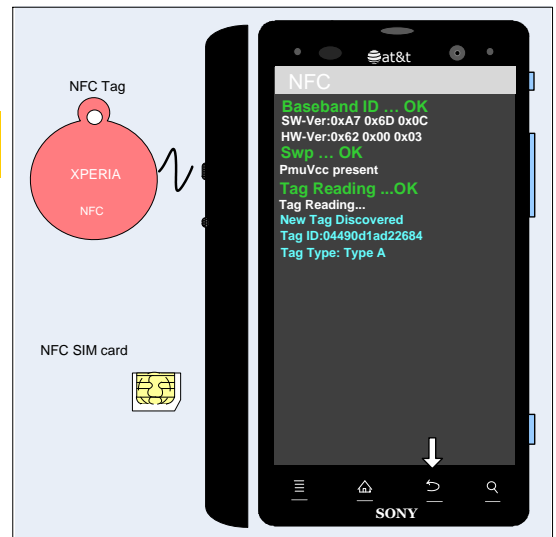 NFC Tag
XPERIA
NFC
NFC SIM card
at&t
NFC
Baseband ID ... OK
SW-Ver:0xA7 0x6D 0x0C
HW-Ver:0x62 0x00 0x03
Swp ... OK
PmuVcc present
Tag Reading ...OK
Tag Reading...
New Tag Discovered
Tag ID:04490d1ad22684
Tag Type: Type A
SONY